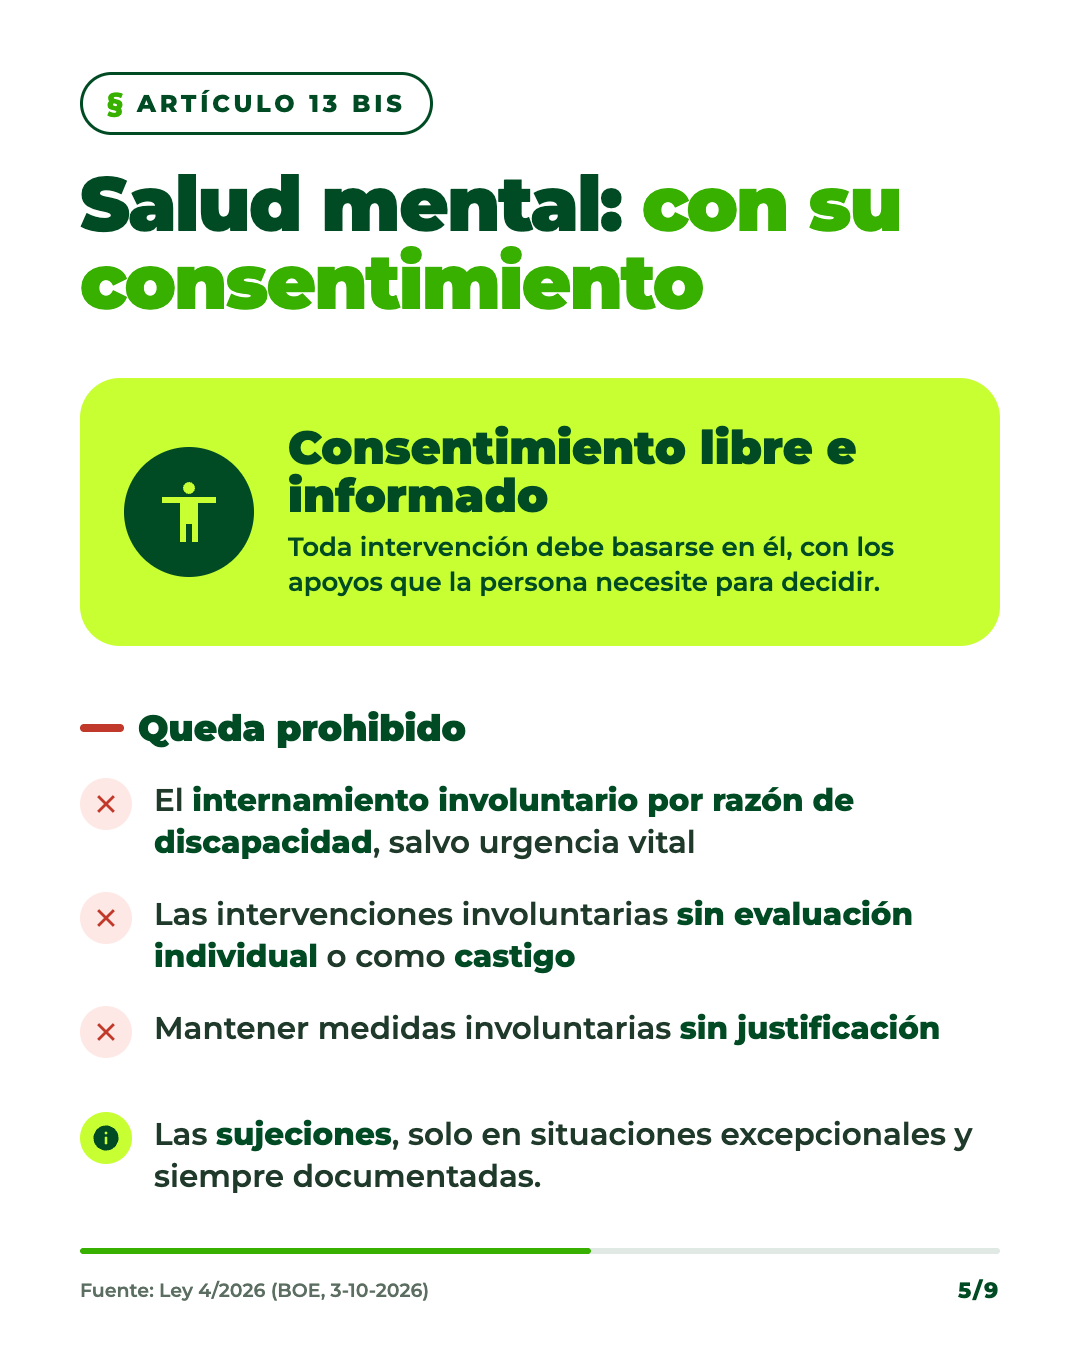 § ARTÍCULO 13 BIS
Salud mental: con su
consentimiento
Consentimiento libre e
informado
Toda intervención debe basarse en él, con los
apoyos que la persona necesite para decidir.
Queda prohibido
El internamiento involuntario por razón de
discapacidad, salvo urgencia vital
Las intervenciones involuntarias sin evaluación
individual o como castigo
Mantener medidas involuntarias sin justificación
Las sujeciones, solo en situaciones excepcionales y
siempre documentadas.
Fuente: Ley 4/2026 (BOE, 3-10-2026)
5/9